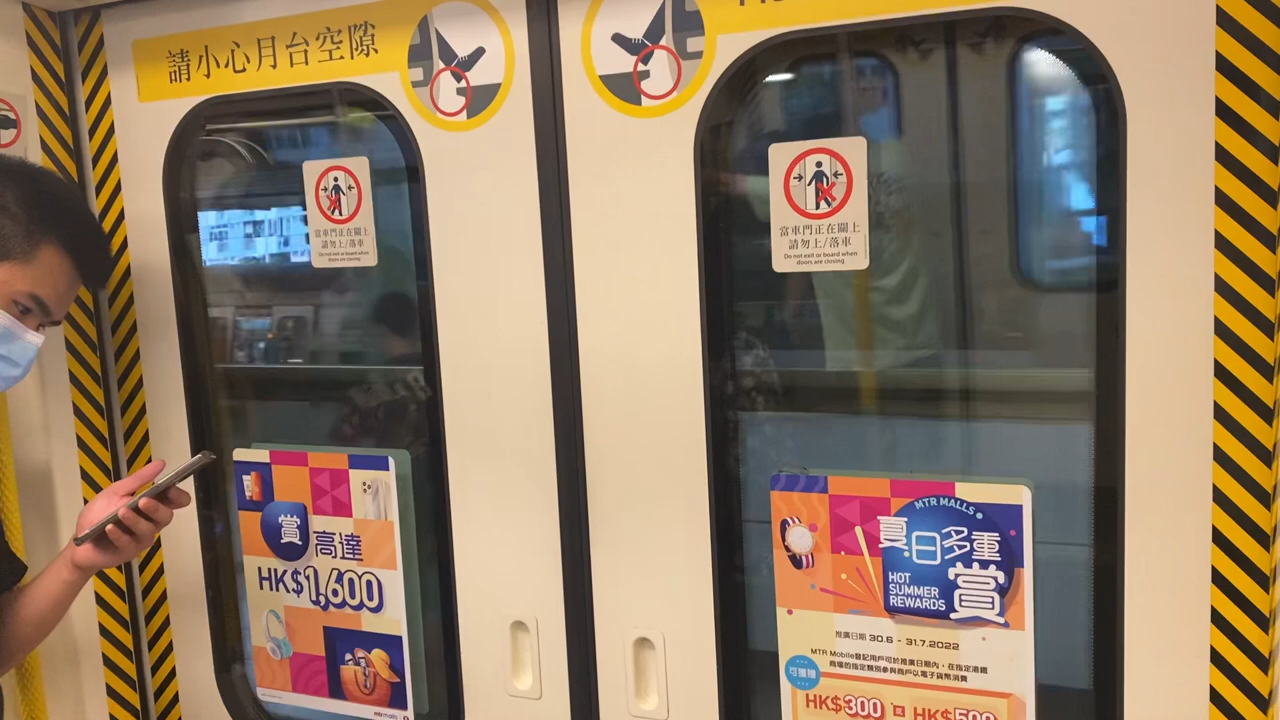 請小心月台空隙
當車門正在關上
請勿上/落車
Do not exit or board when
doors are closing
當車門正在關上
請勿上/落車
Do not exit or board when
doors are closing
賞高達
HK$1,600
mtr malls
MTR MALLS
夏日多重賞
HOT
SUMMER
REWARDS
推廣日期 30.6 - 31.7.2022
MTR Mobile登記用戶可於推廣日期內，在指定港鐵
商場的指定類別參與商戶以電子貨幣消費
可獲贈
HK$300 或 HK$500